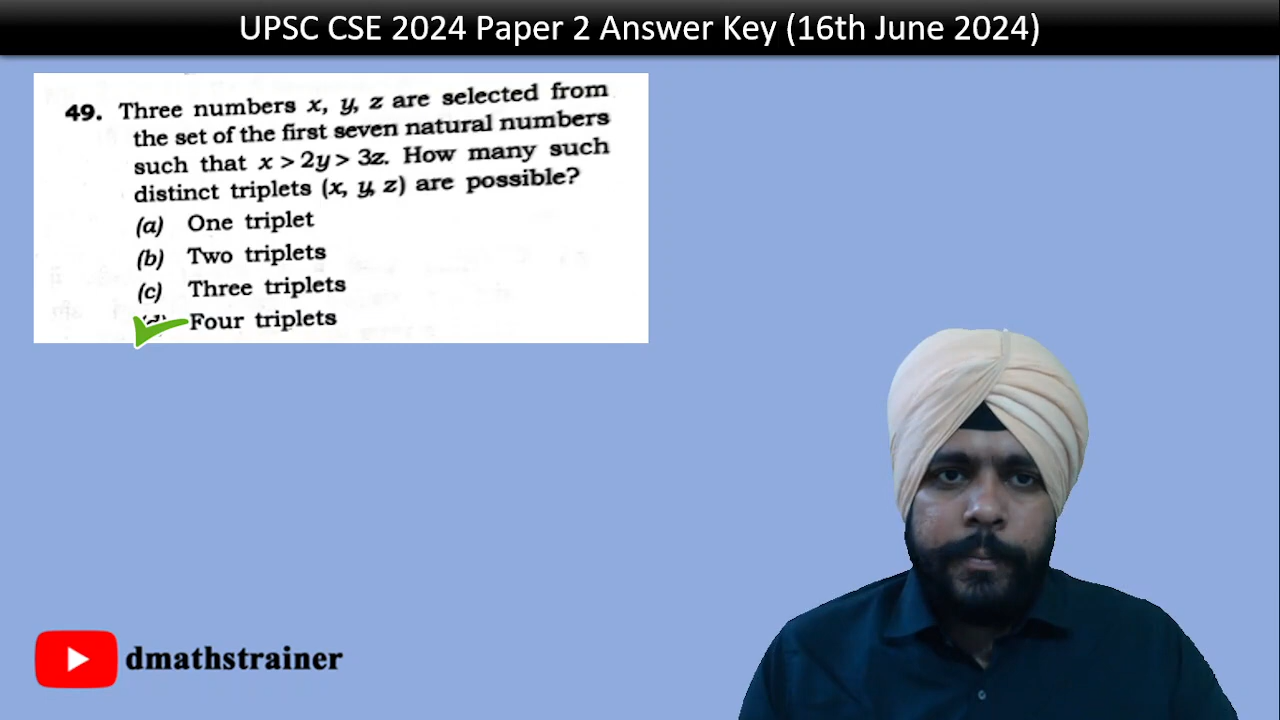 UPSC CSE 2024 Paper 2 Answer Key (16th June 2024)
49. Three numbers x, y, z are selected from
the set of the first seven natural numbers
such that x > 2y > 3z. How many such
distinct triplets (x, y, z) are possible?
(a) One triplet
(b) Two triplets
(c) Three triplets
(d) Four triplets
dmathstrainer